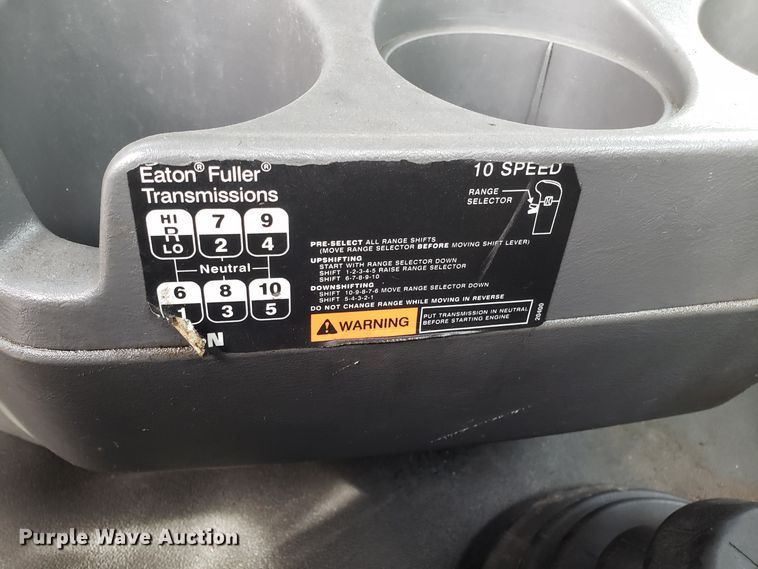 Eaton® Fuller®
Transmissions
10 SPEED
RANGE
SELECTOR
HI R LO
7 2
9 4
Neutral
6 1
8 3
10 5
PRE-SELECT ALL RANGE SHIFTS
(MOVE RANGE SELECTOR BEFORE MOVING SHIFT LEVER)
UPSHIFTING
START WITH RANGE SELECTOR DOWN
SHIFT 1-2-3-4-5 RAISE RANGE SELECTOR
SHIFT 6-7-8-9-10
DOWNSHIFTING
SHIFT 10-9-8-7-6 MOVE RANGE SELECTOR DOWN
SHIFT 5-4-3-2-1
DO NOT CHANGE RANGE WHILE MOVING IN REVERSE
WARNING
PUT TRANSMISSION IN NEUTRAL
BEFORE STARTING ENGINE
20400
Purple Wave Auction